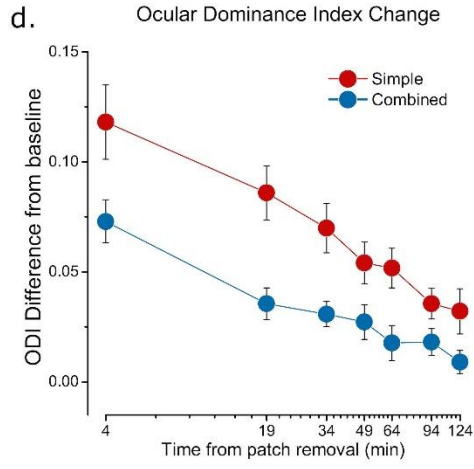 d.
Ocular Dominance Index Change
Simple
Combined
ODI Difference from baseline
0.15
0.10
0.05
0.00
4 19 34 49 64 94 124
Time from patch removal (min)